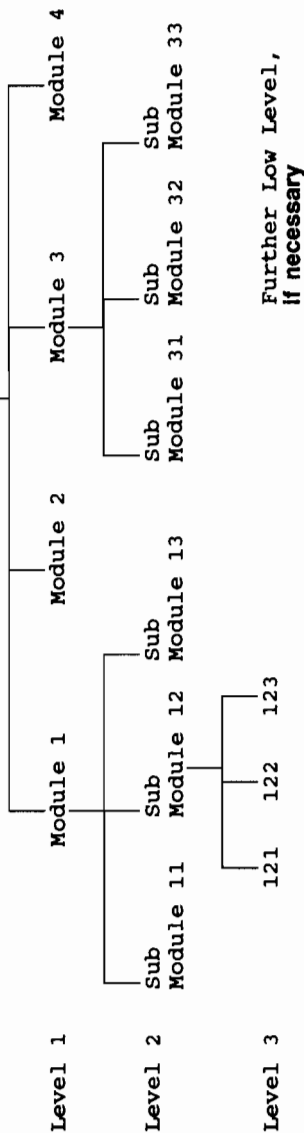 Level 1
Module 1
Module 2
Module 3
Module 4
Level 2
Sub
Module 11
Sub
Module 12
Sub
Module 13
Sub
Module 31
Sub
Module 32
Sub
Module 33
Level 3
121
122
123
Further Low Level,
If necessary